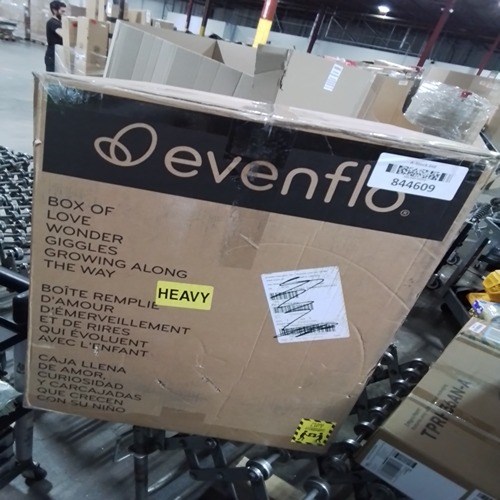 evenflo®
844609
BOX OF
LOVE
WONDER
GIGGLES
GROWING ALONG
THE WAY
HEAVY
BOÎTE REMPLIE
D'AMOUR
D'ÉMERVEILLEMENT
ET DE RIRES
QUI ÉVOLUENT
AVEC L'ENFANT
CAJA LLENA
DE AMOR,
CURIOSIDAD
Y CARCAJADAS
QUE CRECEN
CON SU NIÑO